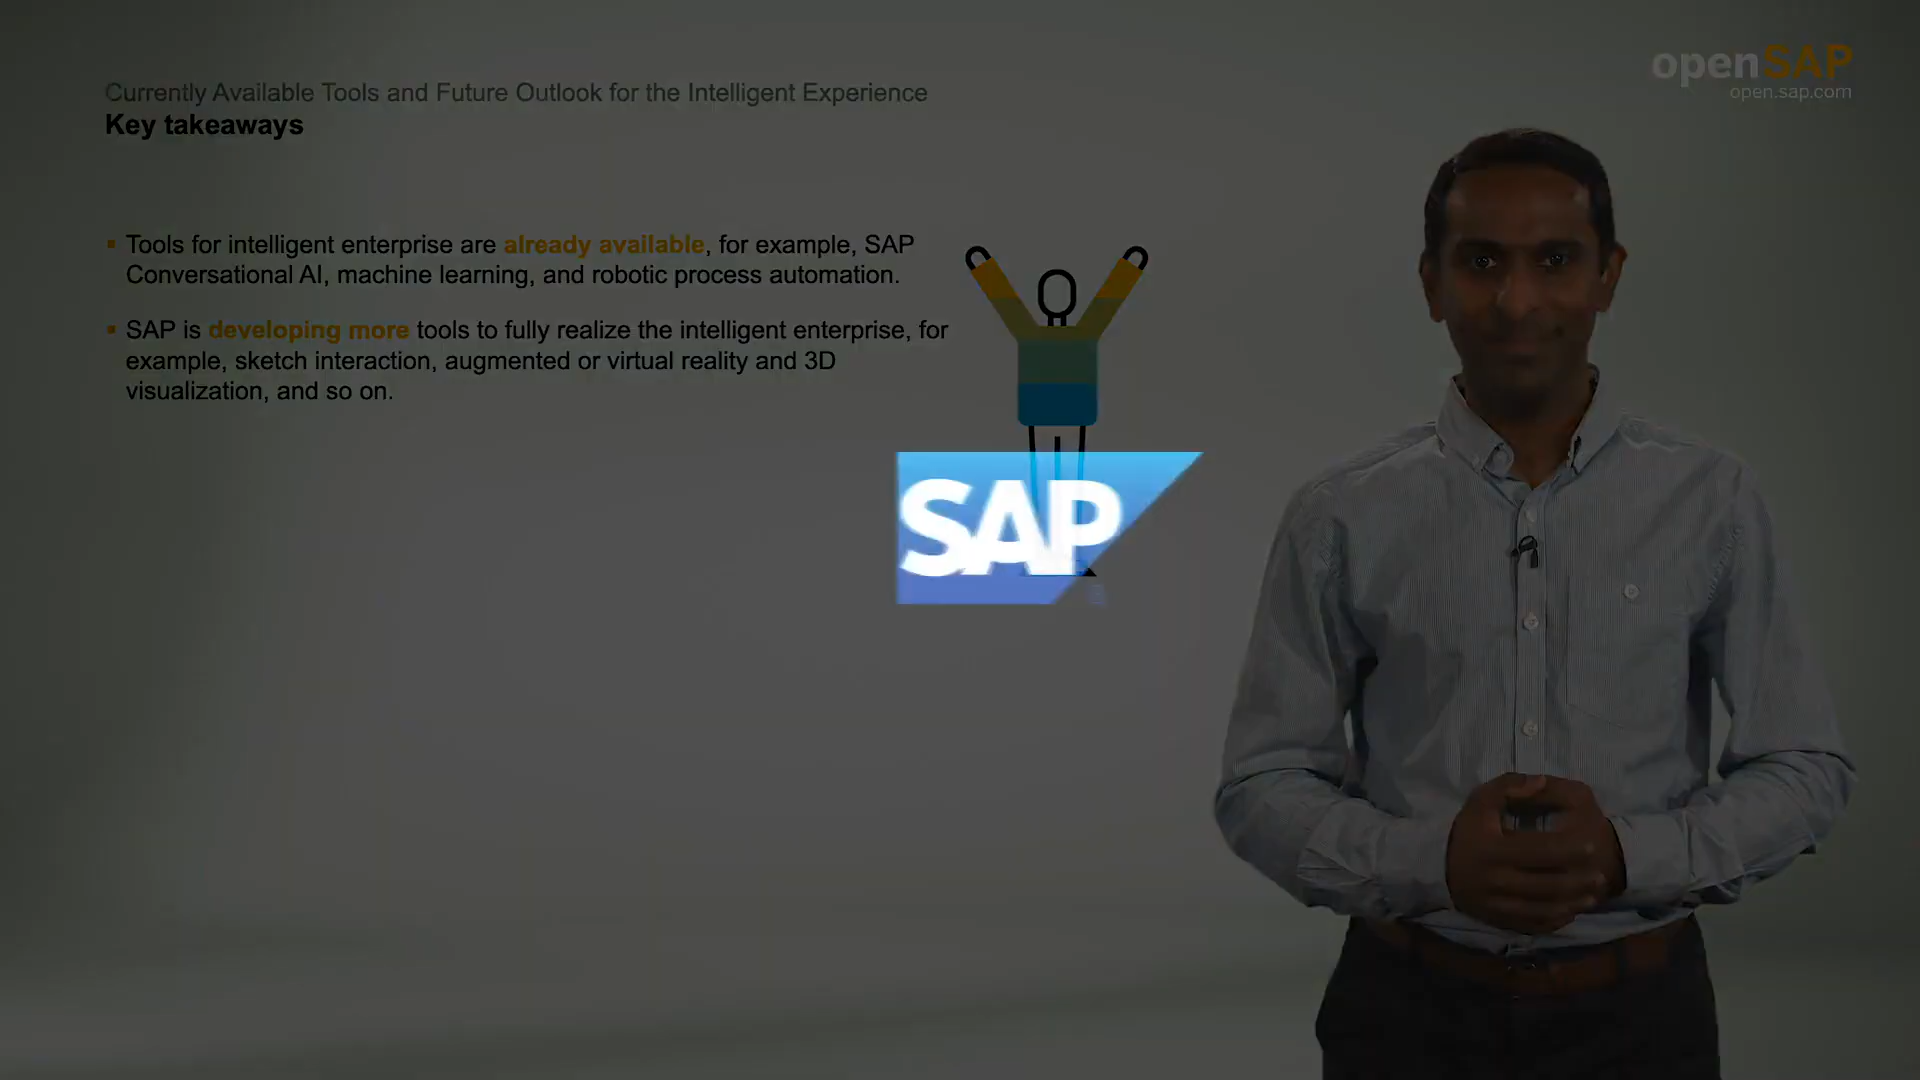 openSAP
open.sap.com
Currently Available Tools and Future Outlook for the Intelligent Experience
Key takeaways
Tools for intelligent enterprise are already available, for example, SAP
Conversational AI, machine learning, and robotic process automation.
SAP is developing more tools to fully realize the intelligent enterprise, for
example, sketch interaction, augmented or virtual reality and 3D
visualization, and so on.
SAP